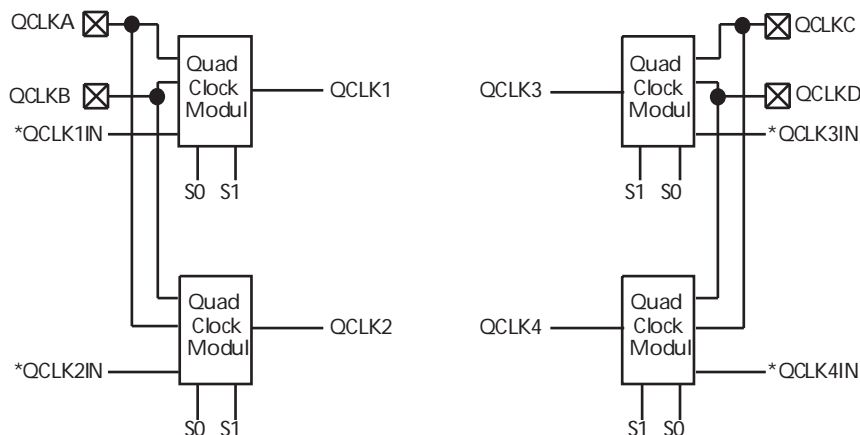 QCLKA
QCLKC
Quad
Clock
Modul
Quad
Clock
Modul
QCLKB
QCLK1
QCLK3
QCLKD
*QCLK1IN
*QCLK3IN
S0 S1
S1 S0
Quad
Clock
Modul
Quad
Clock
Modul
QCLK2
QCLK4
*QCLK2IN
*QCLK4IN
S0 S1
S1 S0